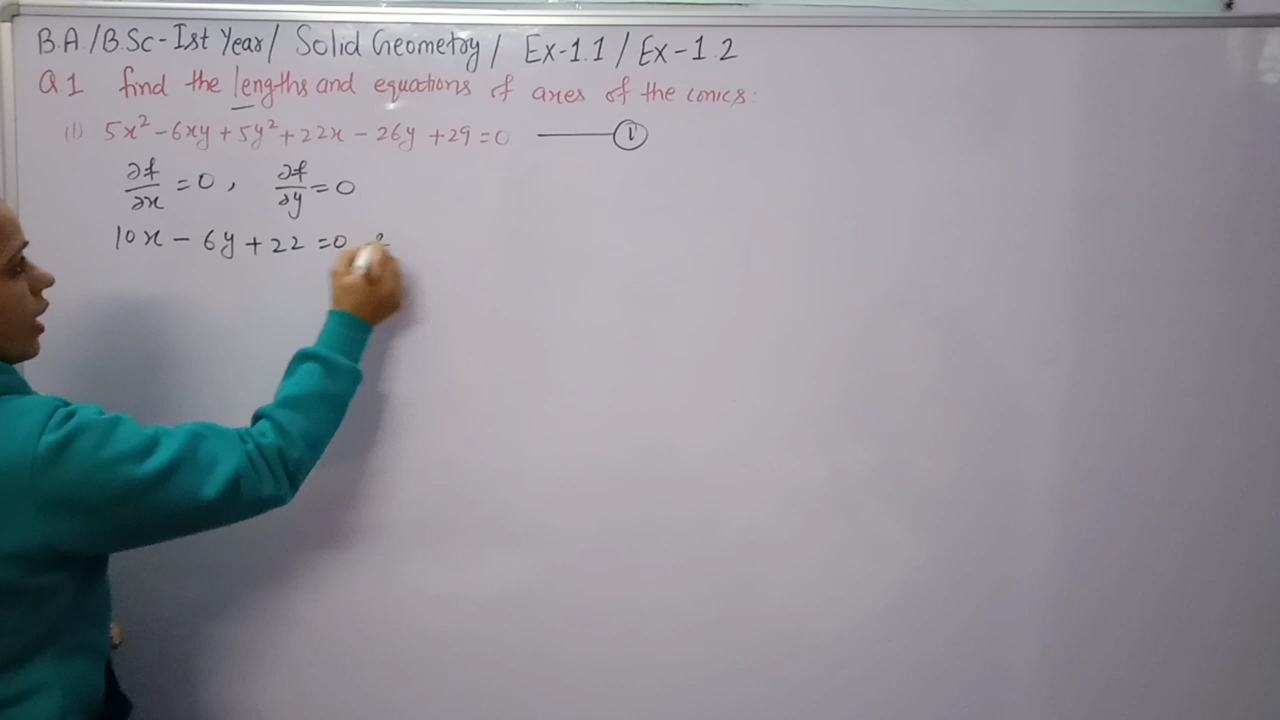 B.A./B.Sc-Ist Year/ Solid Geometry/ Ex-1.1 / Ex-1.2
Q.1 find the lengths and equations of axes of the conics:
(1) 5x² - 6xy + 5y² + 22x - 26y + 29 = 0 —— (1)
∂f/∂x = 0, ∂f/∂y = 0
10x - 6y + 22 = 0